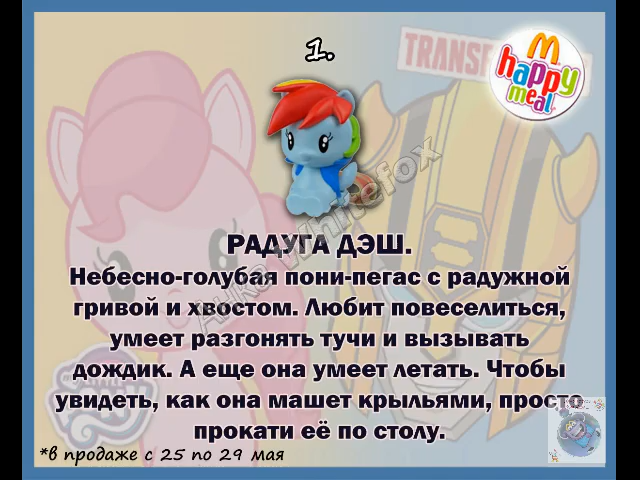 1.
TRANSF
M
happy
meal
РАДУГА ДЭШ.
Небесно-голубая пони-пегас с радужной
гривой и хвостом. Любит повеселиться,
умеет разгонять тучи и вызывать
дождик. А еще она умеет летать. Чтобы
увидеть, как она машет крыльями, просто
прокати её по столу.
*в продаже с 25 по 29 мая
Anka Whitefox